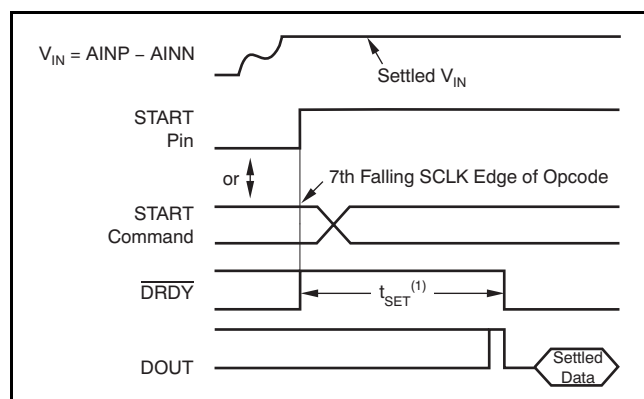 V_IN = AINP – AINN
Settled V_IN
START
Pin
or
7th Falling SCLK Edge of Opcode
START
Command
DRDY
t_SET^(1)
DOUT
Settled
Data